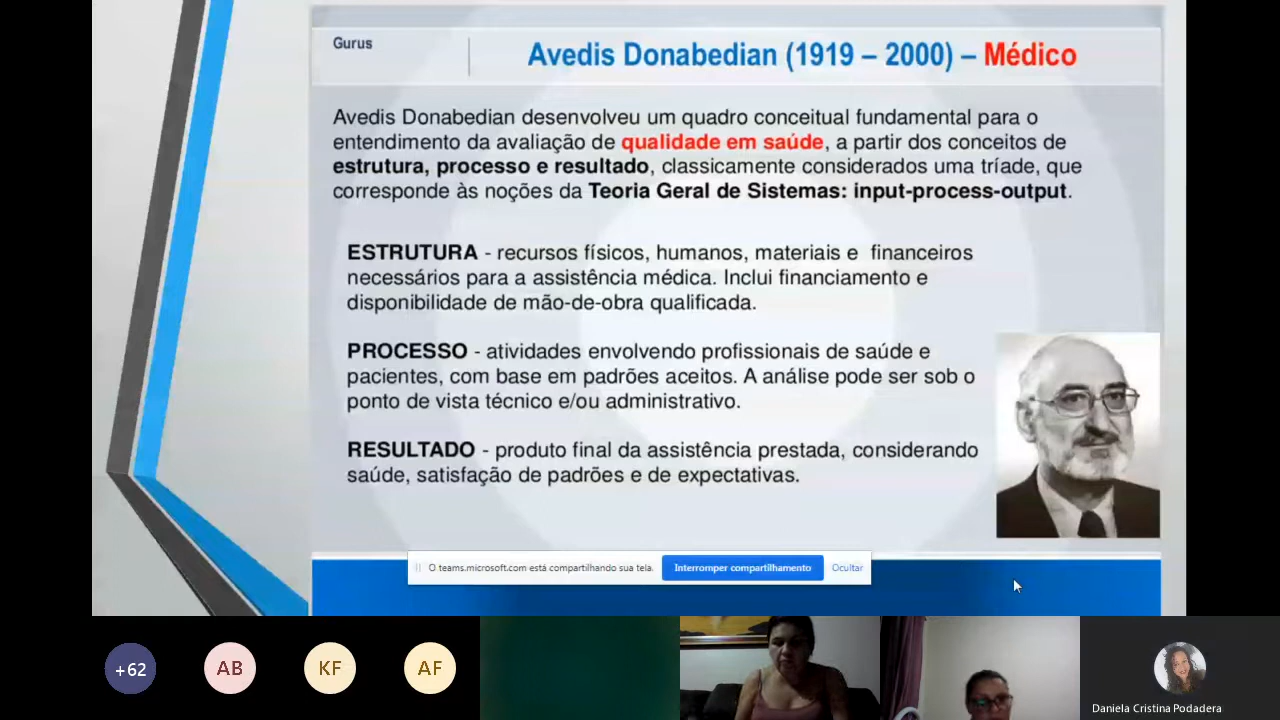 Gurus
Avedis Donabedian (1919 – 2000) – Médico
Avedis Donabedian desenvolveu um quadro conceitual fundamental para o
entendimento da avaliação de qualidade em saúde, a partir dos conceitos de
estrutura, processo e resultado, classicamente considerados uma tríade, que
corresponde às noções da Teoria Geral de Sistemas: input-process-output.
ESTRUTURA - recursos físicos, humanos, materiais e financeiros
necessários para a assistência médica. Inclui financiamento e
disponibilidade de mão-de-obra qualificada.
PROCESSO - atividades envolvendo profissionais de saúde e
pacientes, com base em padrões aceitos. A análise pode ser sob o
ponto de vista técnico e/ou administrativo.
RESULTADO - produto final da assistência prestada, considerando
saúde, satisfação de padrões e de expectativas.
O teams.microsoft.com está compartilhando sua tela.
Interromper compartilhamento
Ocultar
+62
AB
KF
AF
Daniela Cristina Podadera